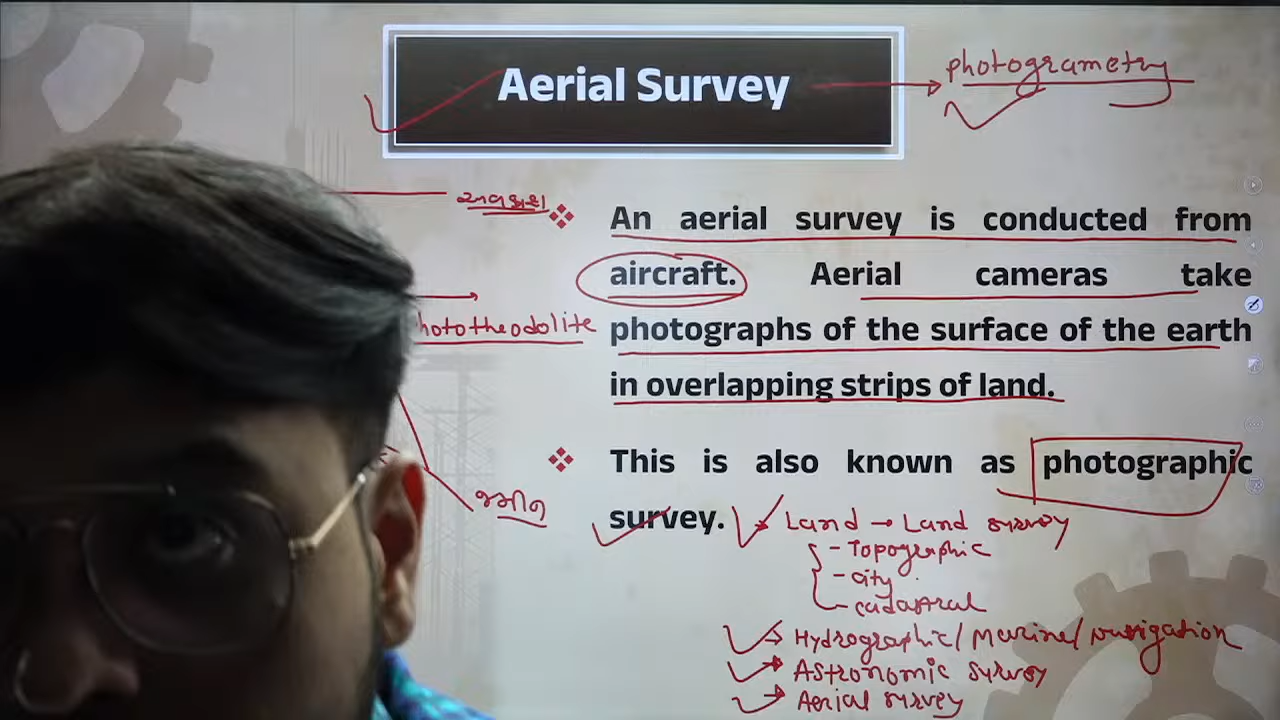 Aerial Survey
photogrametry
An aerial survey is conducted from
aircraft. Aerial cameras take
photographs of the surface of the earth
in overlapping strips of land.
hototheodolite
This is also known as photographic
survey.
Land → Land survey
- Topographic
- city
- cadastral
Hydrographic/Marine/navigation
Astronomic survey
Aerial survey
જમીન